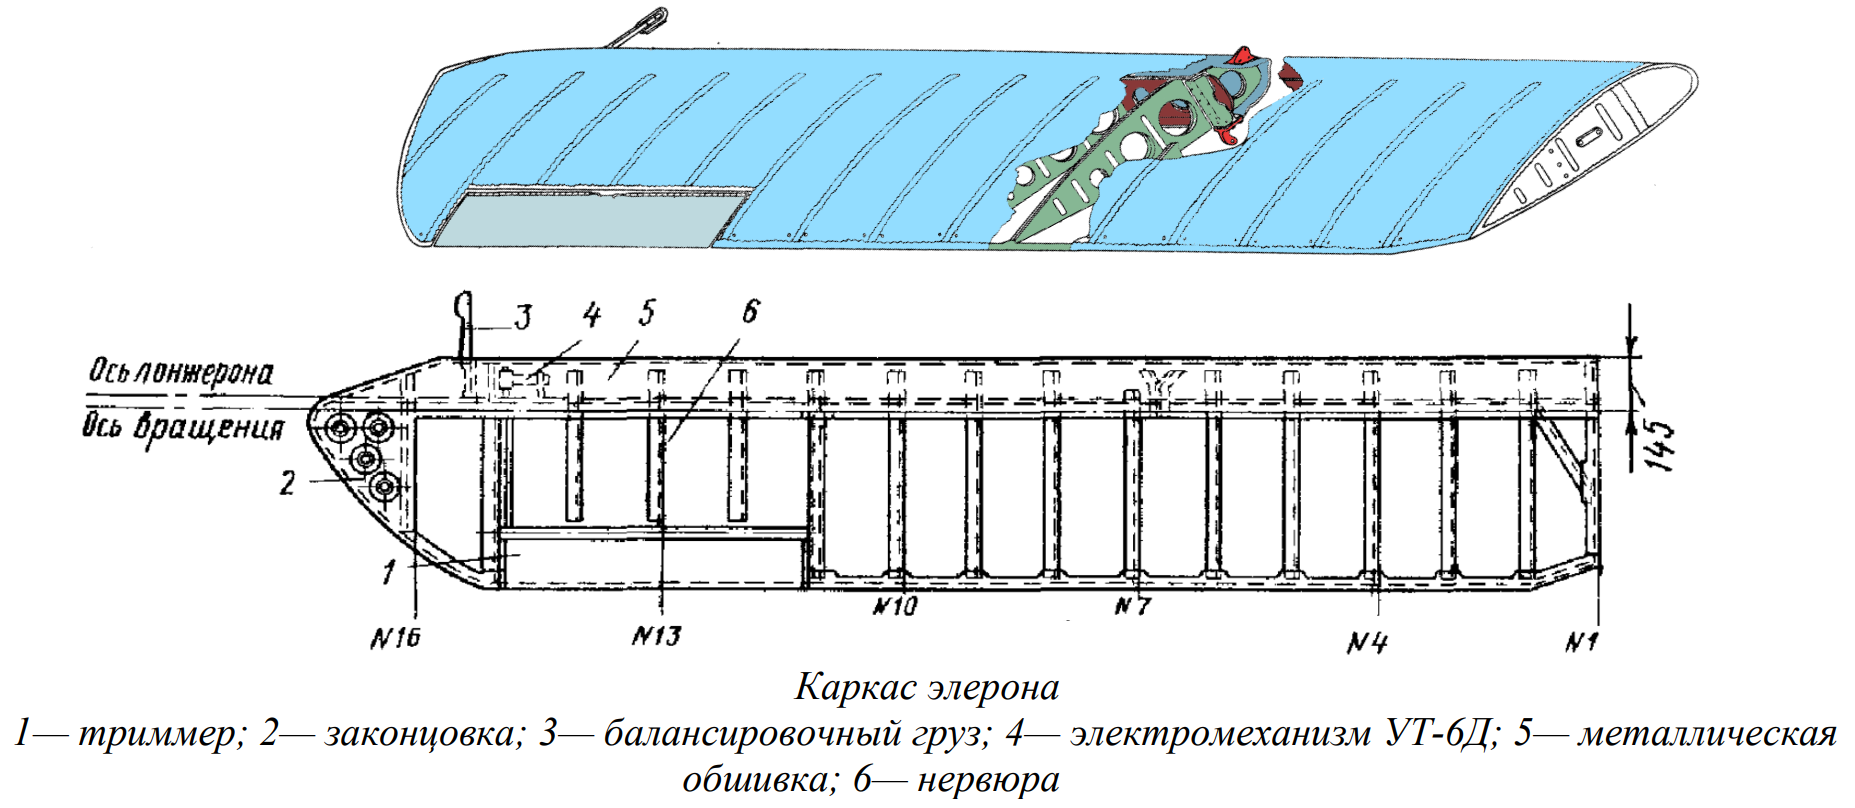 3 4 5 6
Ось лонжерона
Ось вращения
145
2
1
N16 N13 N10 N7 N4 N1
Каркас элерона
1— триммер; 2— законцовка; 3— балансировочный груз; 4— электромеханизм УТ-6Д; 5— металлическая
обшивка; 6— нервюра